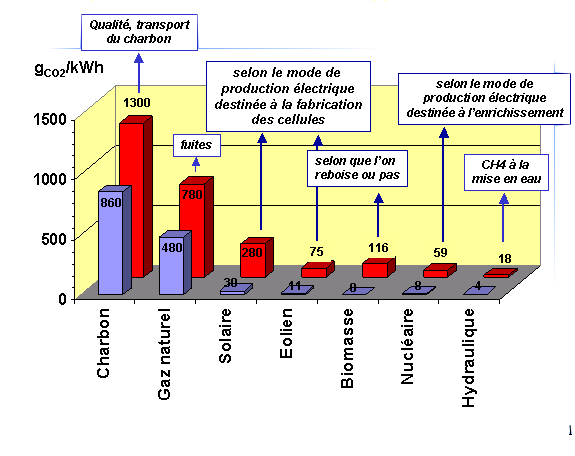 Qualité, transport
du charbon
gCO2/kWh
selon le mode de
production électrique
destinée à la fabrication
des cellules
selon le mode de
production électrique
destinée à l'enrichissement
fuites
selon que l'on
reboise ou pas
CH4 à la
mise en eau
1500
1000
500
0
1300
780
280
75
116
59
18
860
480
30
11
0
8
4
Charbon
Gaz naturel
Solaire
Eolien
Biomasse
Nucléaire
Hydraulique
1